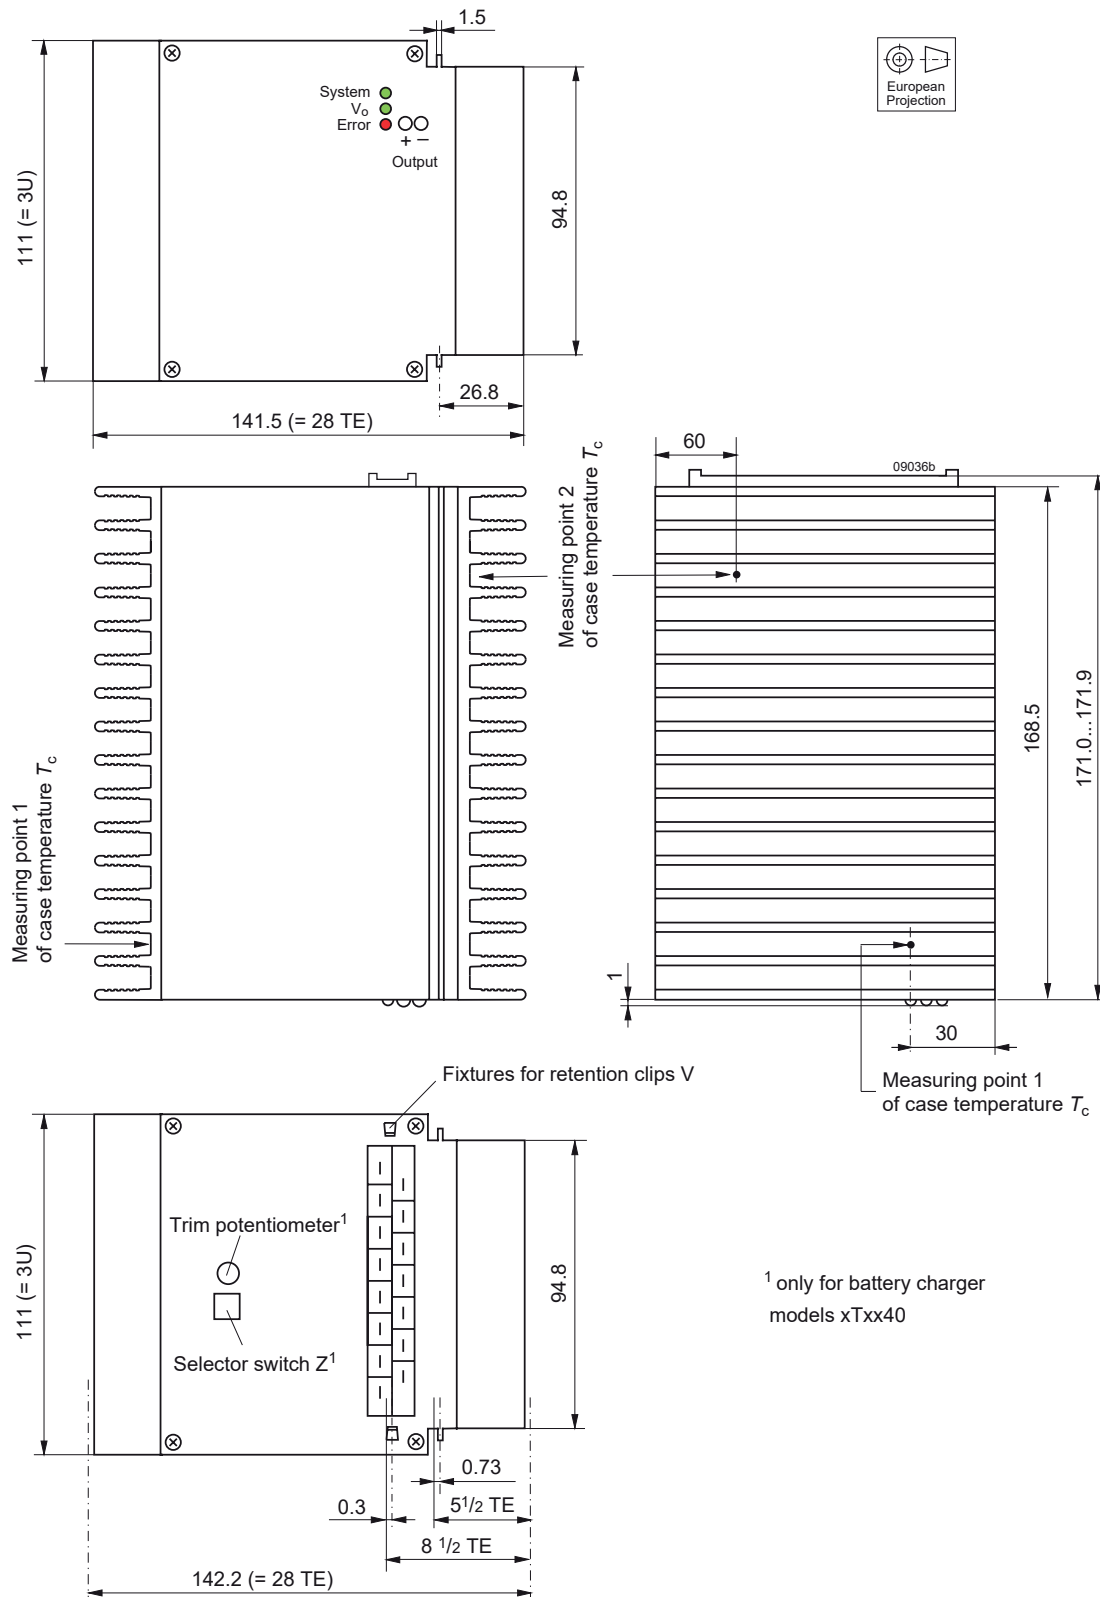 1.5
European
Projection
System
Vo
Error
+ −
Output
111 (= 3U)
94.8
26.8
141.5 (= 28 TE)
60
09036b
Measuring point 2
of case temperature Tc
168.5
171.0...171.9
Measuring point 1
of case temperature Tc
1
30
Measuring point 1
of case temperature Tc
Fixtures for retention clips V
Trim potentiometer¹
Selector switch Z¹
111 (= 3U)
94.8
¹ only for battery charger
models xTxx40
0.73
0.3
5¹/2 TE
8 ¹/2 TE
142.2 (= 28 TE)